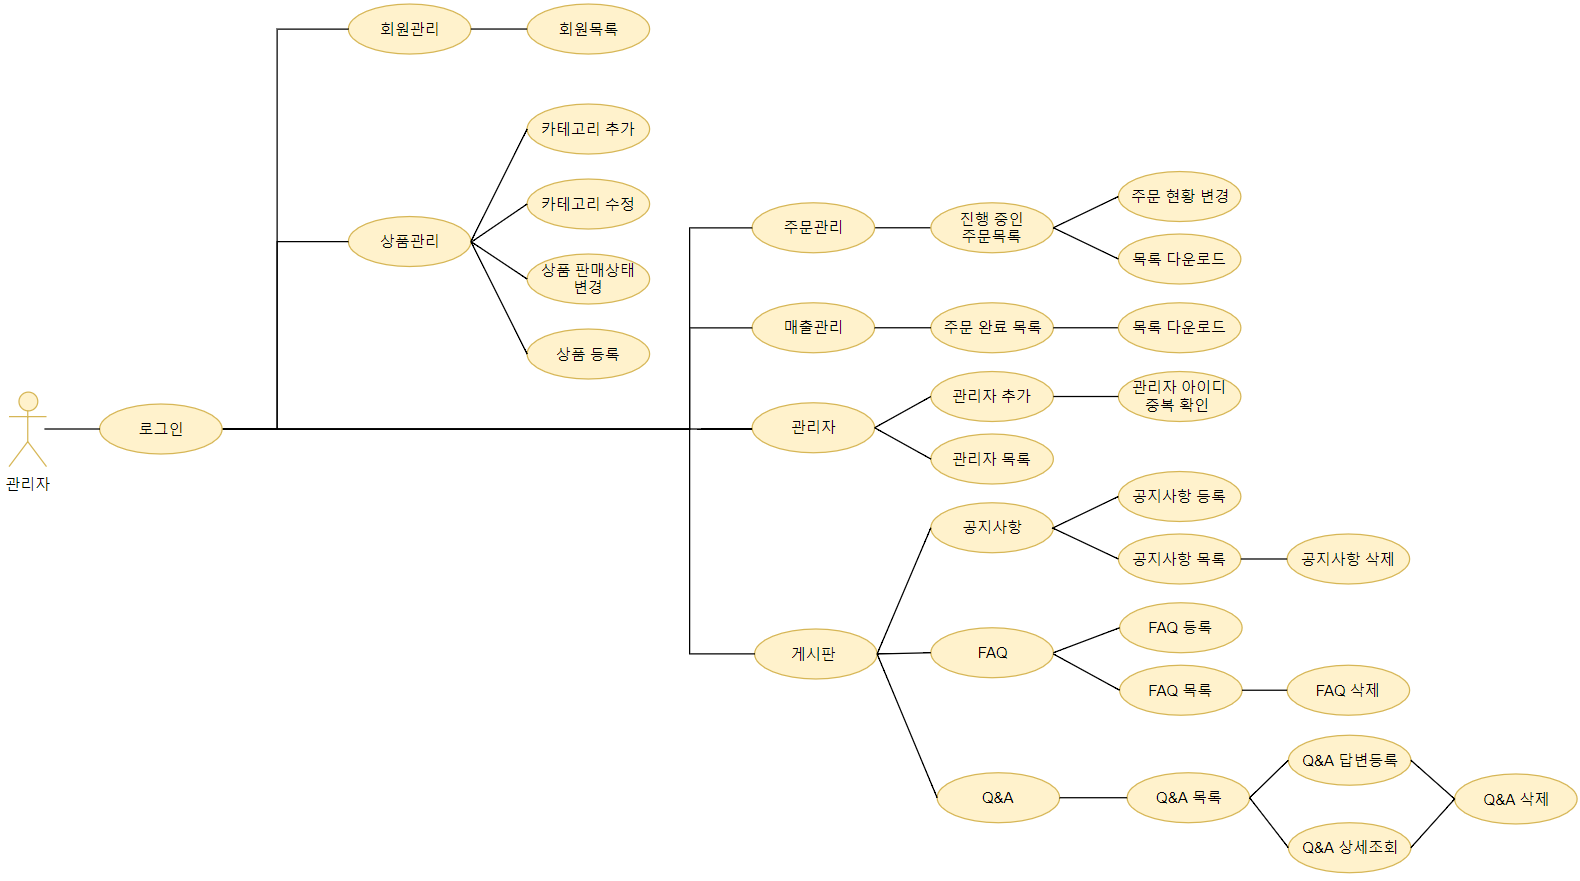 회원관리
회원목록
카테고리 추가
카테고리 수정
상품관리
상품 판매상태
변경
상품 등록
주문관리
진행 중인
주문목록
주문 현황 변경
목록 다운로드
매출관리
주문 완료 목록
목록 다운로드
관리자
로그인
관리자
관리자 추가
관리자 아이디
중복 확인
관리자 목록
공지사항
공지사항 등록
공지사항 목록
공지사항 삭제
게시판
FAQ
FAQ 등록
FAQ 목록
FAQ 삭제
Q&A
Q&A 목록
Q&A 답변등록
Q&A 상세조회
Q&A 삭제